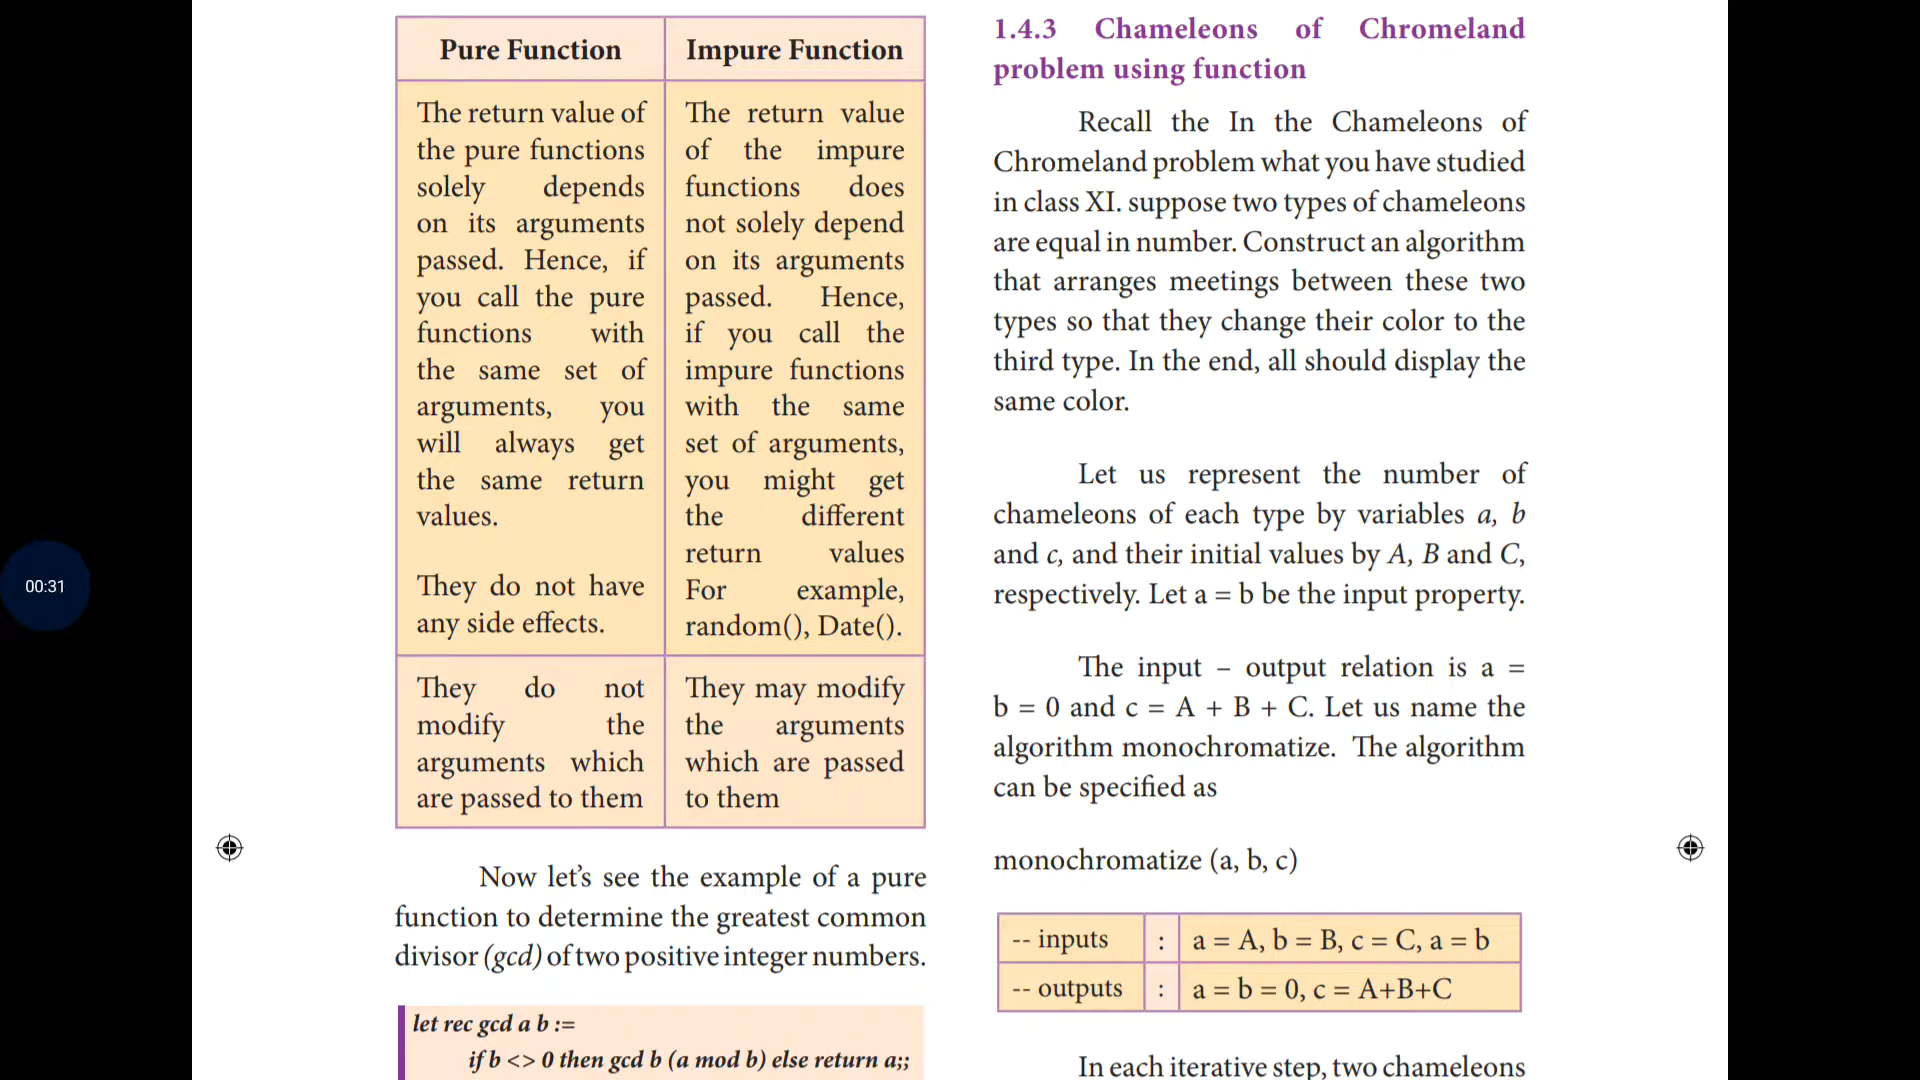 Pure Function
Impure Function
The return value of
the pure functions
solely depends
on its arguments
passed. Hence, if
you call the pure
functions with
the same set of
arguments, you
will always get
the same return
values.
They do not have
any side effects.
The return value
of the impure
functions does
not solely depend
on its arguments
passed. Hence,
if you call the
impure functions
with the same
set of arguments,
you might get
the different
return values
For example,
random(), Date().
They do not
modify the
arguments which
are passed to them
They may modify
the arguments
which are passed
to them
Now let's see the example of a pure
function to determine the greatest common
divisor (gcd) of two positive integer numbers.
let rec gcd a b :=
if b <> 0 then gcd b (a mod b) else return a;;
1.4.3 Chameleons of Chromeland
problem using function
Recall the In the Chameleons of
Chromeland problem what you have studied
in class XI. suppose two types of chameleons
are equal in number. Construct an algorithm
that arranges meetings between these two
types so that they change their color to the
third type. In the end, all should display the
same color.
Let us represent the number of
chameleons of each type by variables a, b
and c, and their initial values by A, B and C,
respectively. Let a = b be the input property.
The input – output relation is a =
b = 0 and c = A + B + C. Let us name the
algorithm monochromatize. The algorithm
can be specified as
monochromatize (a, b, c)
-- inputs : a = A, b = B, c = C, a = b
-- outputs : a = b = 0, c = A+B+C
In each iterative step, two chameleons
00:31